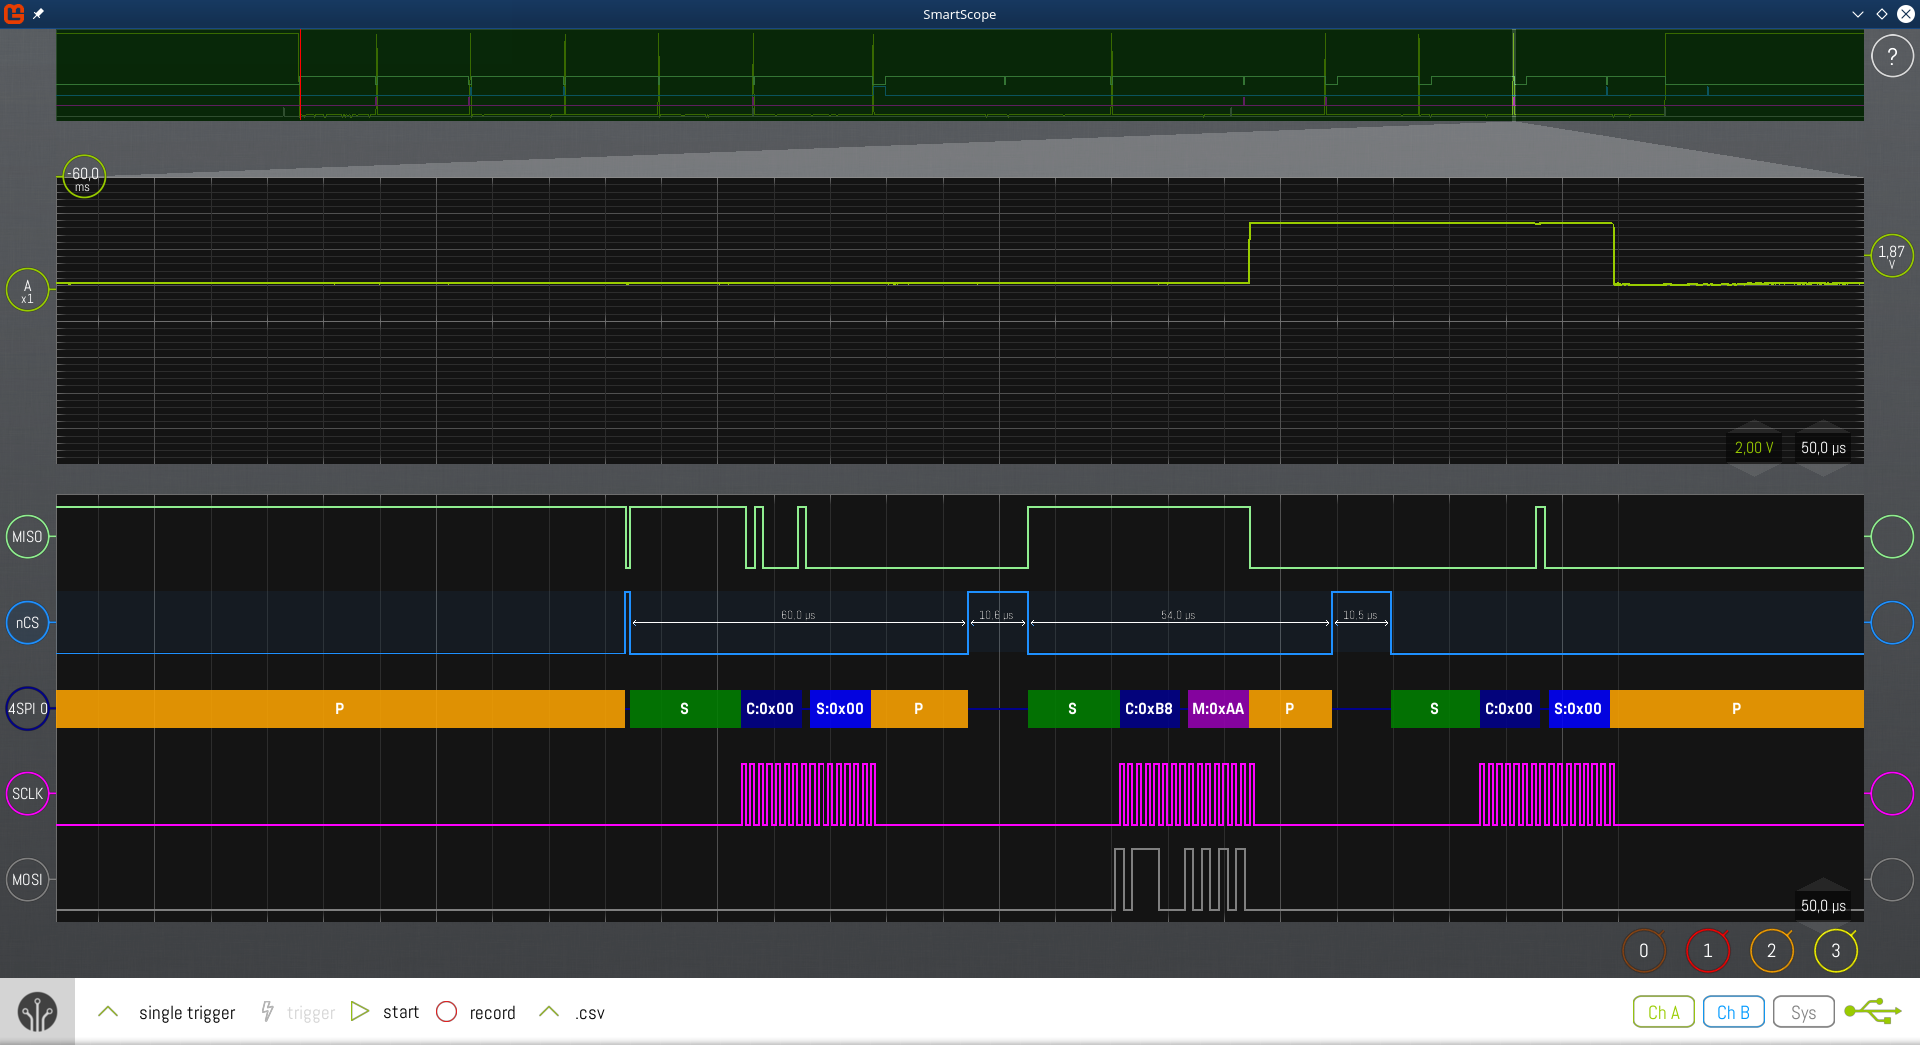 SmartScope
?
-60,0
ms
A
x1
1,87
V
2,00 V
50,0 µs
MISO
nCS
60,0 µs
10,6 µs
54,0 µs
10,5 µs
4SPI 0
P
S
C:0x00
S:0x00
P
S
C:0xB8
M:0xAA
P
S
C:0x00
S:0x00
P
SCLK
MOSI
50,0 µs
0
1
2
3
single trigger
trigger
start
record
.csv
Ch A
Ch B
Sys